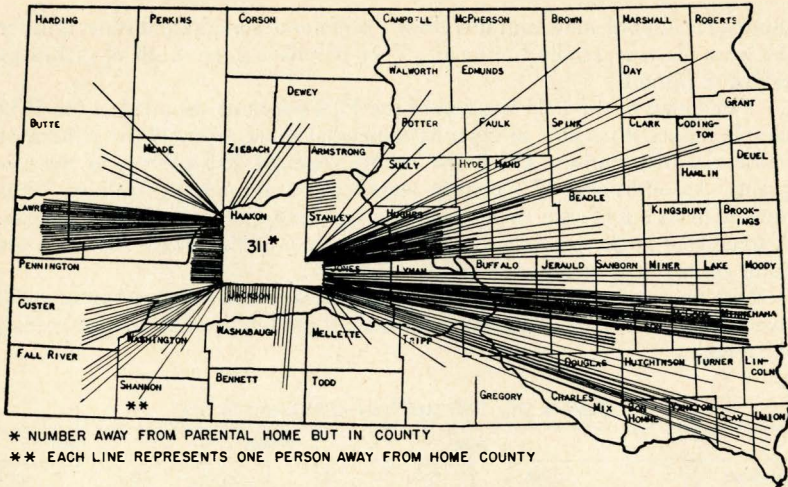 HARDING PERKINS CORSON CAMPBELL McPHERSON BROWN MARSHALL ROBERTS
WALWORTH EDMUNDS DAY
DEWEY GRANT
BUTTE POTTER FAULK SPINK CLARK CODING-
TON
MEADE ZIEBACH ARMSTRONG DEUEL
SULLY HYDE HAND HAMLIN
BEADLE
LAWRENCE HAAKON STANLEY HUGHES KINGSBURY BROOK-
INGS
311*
PENNINGTON JONES LYMAN BUFFALO JERAULD SANBORN MINER LAKE MOODY
JACKSON
CUSTER McCOOK MINNEHAHA
WASHINGTON WASHABAUGH MELLETTE TRIPP
FALL RIVER DOUGLAS HUTCHINSON TURNER LIN-
COLN
SHANNON BENNETT TODD GREGORY CHARLES
MIX BON
HOMME YANKTON CLAY UNION
**
* NUMBER AWAY FROM PARENTAL HOME BUT IN COUNTY
** EACH LINE REPRESENTS ONE PERSON AWAY FROM HOME COUNTY